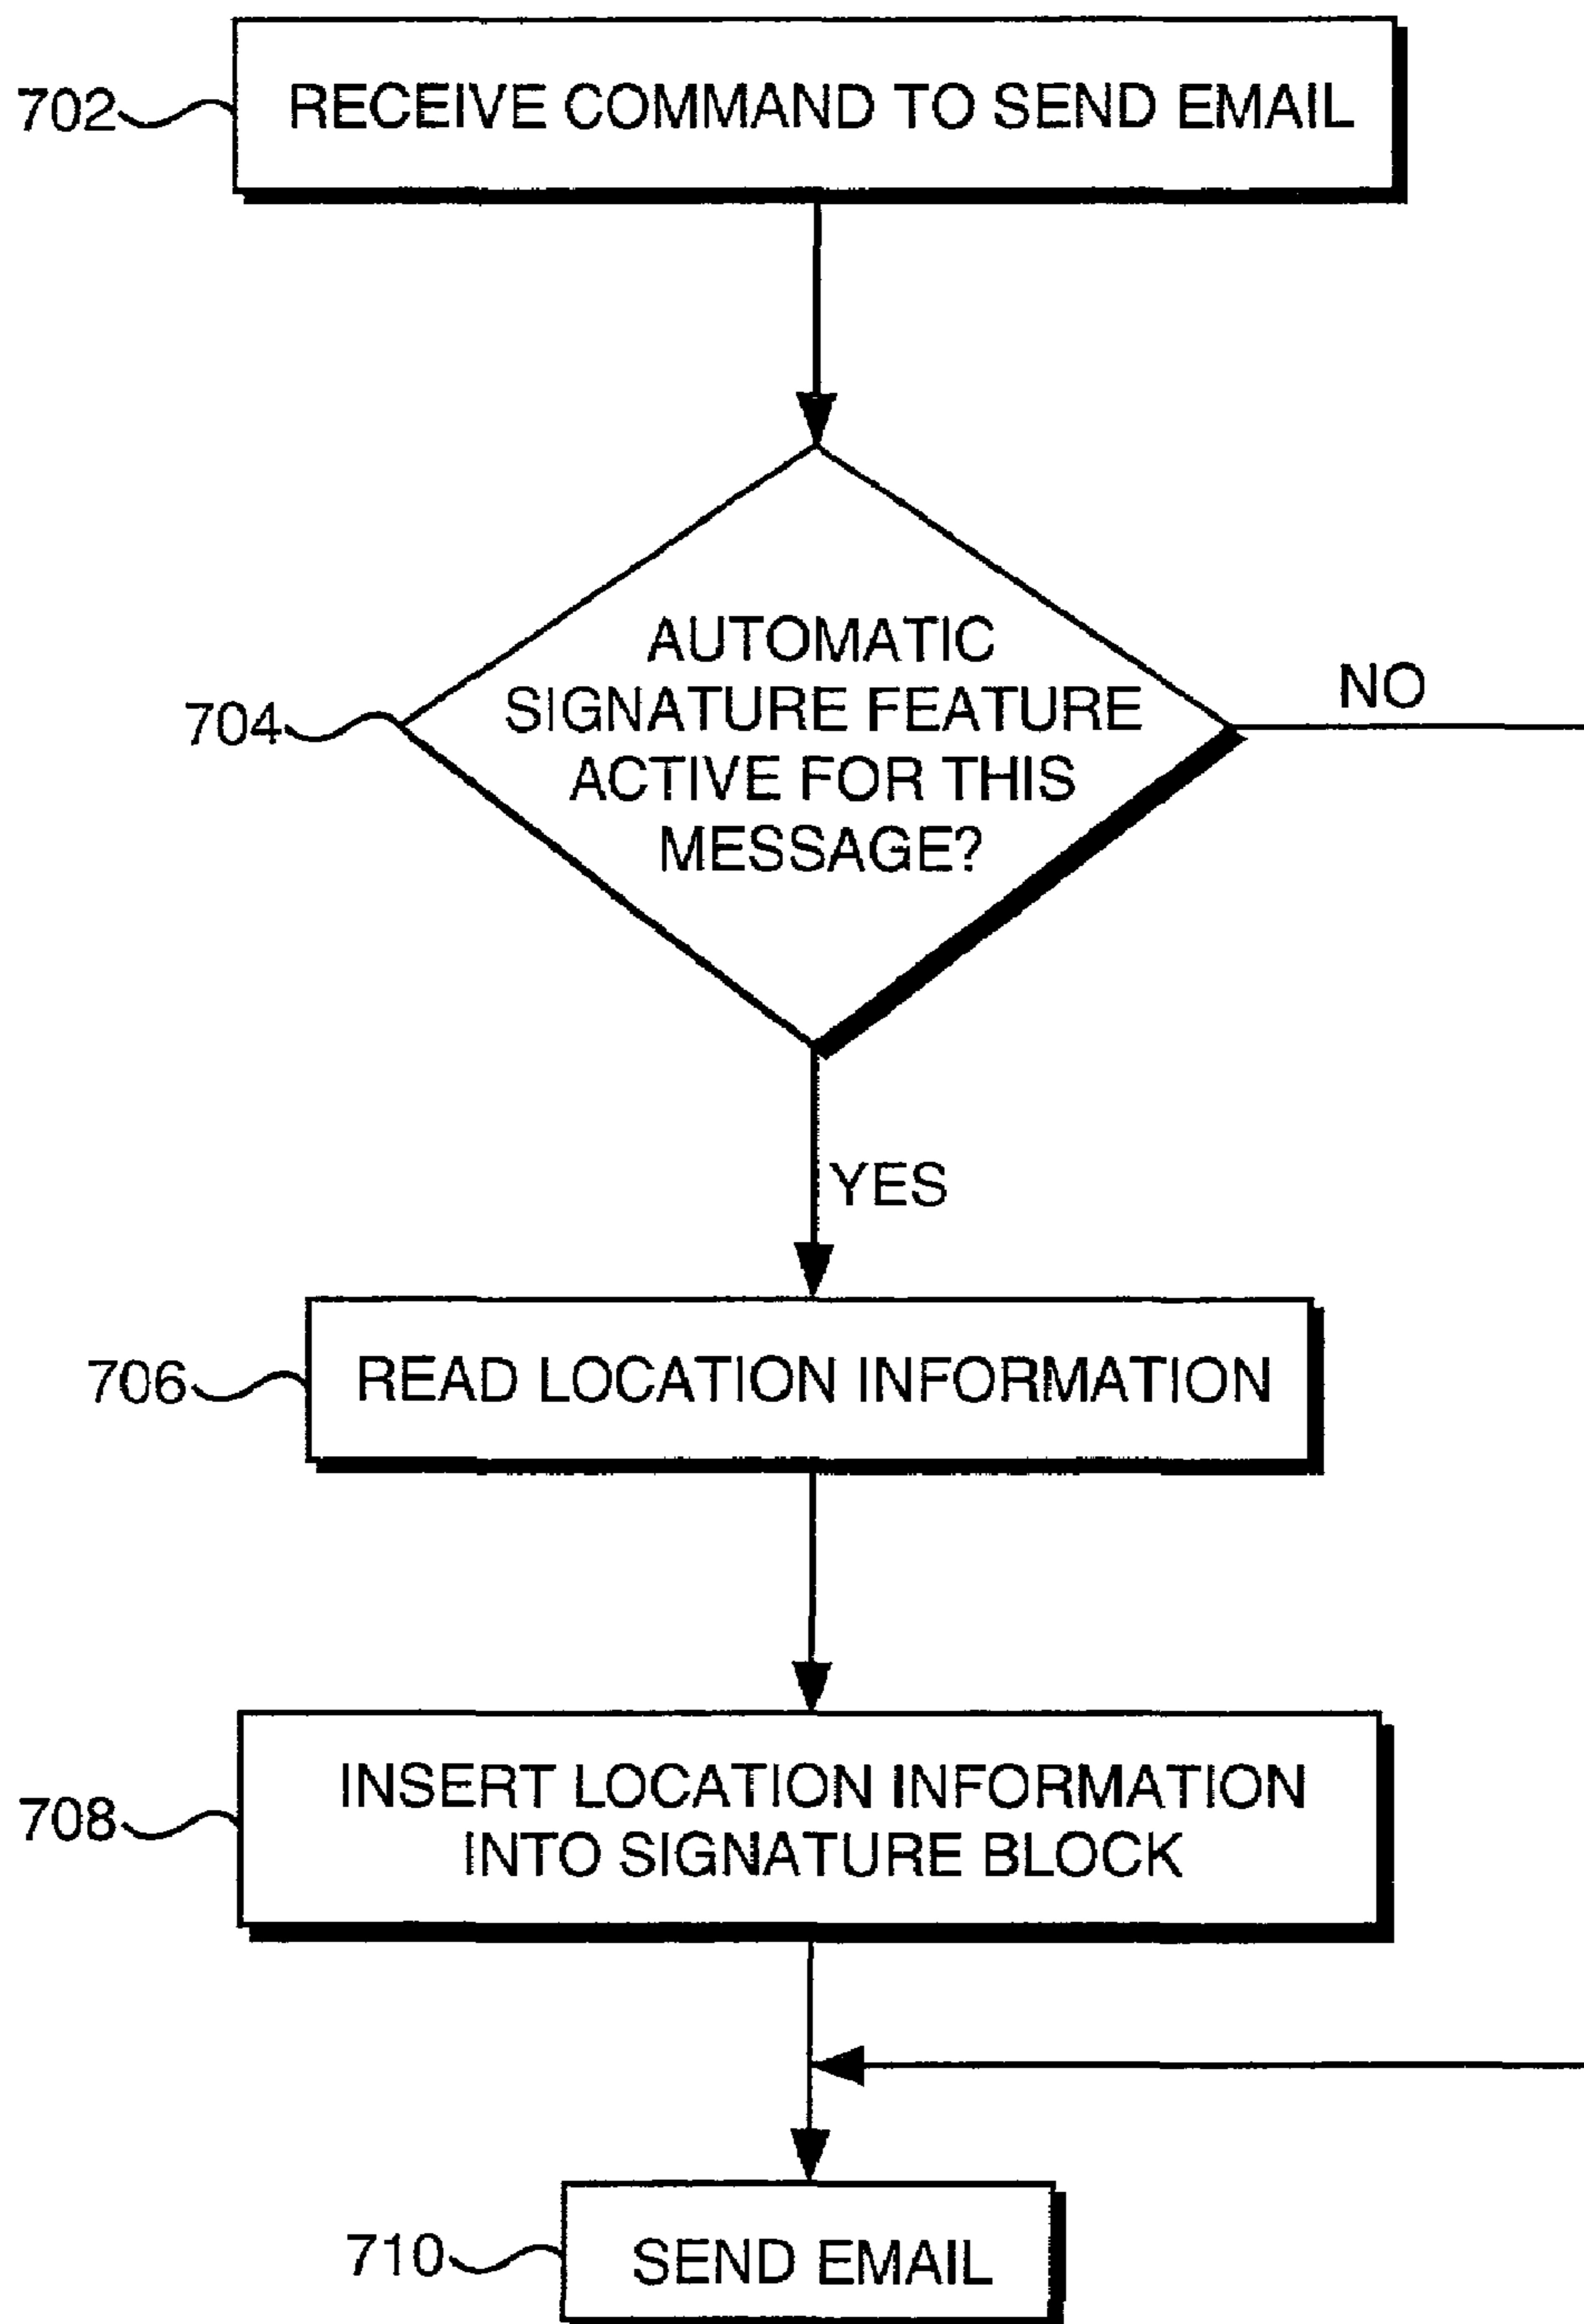 702
RECEIVE COMMAND TO SEND EMAIL
704
AUTOMATIC
SIGNATURE FEATURE
ACTIVE FOR THIS
MESSAGE?
NO
YES
706
READ LOCATION INFORMATION
708
INSERT LOCATION INFORMATION
INTO SIGNATURE BLOCK
710
SEND EMAIL